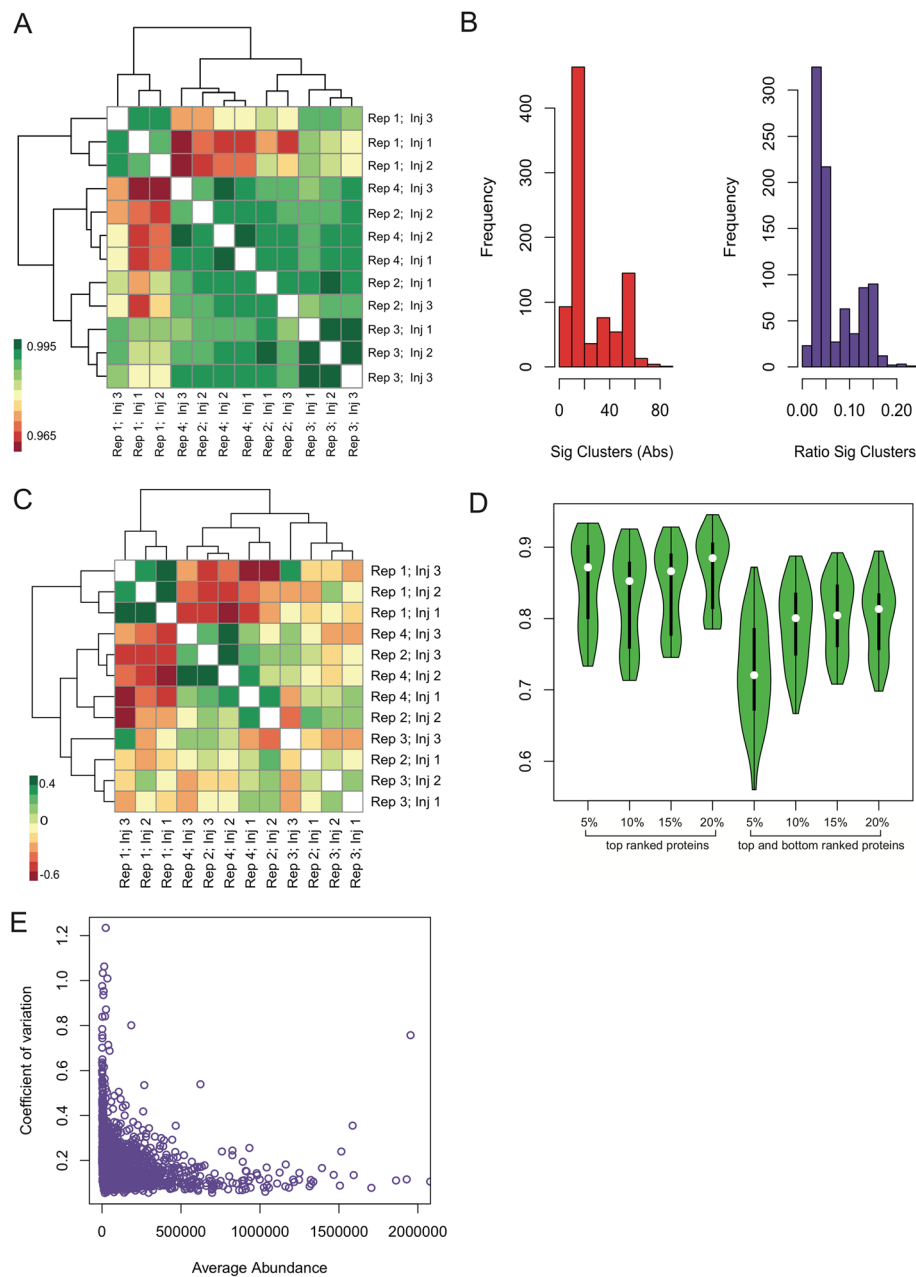 A
Rep 1; Inj 3
Rep 1; Inj 1
Rep 1; Inj 2
Rep 4; Inj 3
Rep 2; Inj 2
Rep 4; Inj 2
Rep 4; Inj 1
Rep 2; Inj 1
Rep 2; Inj 3
Rep 3; Inj 1
Rep 3; Inj 2
Rep 3; Inj 3
0.995
0.965
Rep 1; Inj 3
Rep 1; Inj 1
Rep 1; Inj 2
Rep 4; Inj 3
Rep 2; Inj 2
Rep 4; Inj 2
Rep 4; Inj 1
Rep 2; Inj 1
Rep 2; Inj 3
Rep 3; Inj 1
Rep 3; Inj 2
Rep 3; Inj 3
B
Frequency
400
300
200
100
0
0 40 80
Sig Clusters (Abs)
Frequency
300
250
200
150
100
50
0
0.00 0.10 0.20
Ratio Sig Clusters
C
Rep 1; Inj 3
Rep 1; Inj 2
Rep 1; Inj 1
Rep 4; Inj 3
Rep 2; Inj 3
Rep 4; Inj 2
Rep 4; Inj 1
Rep 2; Inj 2
Rep 3; Inj 3
Rep 2; Inj 1
Rep 3; Inj 2
Rep 3; Inj 1
0.4
0
-0.6
Rep 1; Inj 3
Rep 1; Inj 2
Rep 1; Inj 1
Rep 4; Inj 3
Rep 2; Inj 3
Rep 4; Inj 2
Rep 4; Inj 1
Rep 2; Inj 2
Rep 3; Inj 3
Rep 2; Inj 1
Rep 3; Inj 2
Rep 3; Inj 1
D
0.9
0.8
0.7
0.6
5% 10% 15% 20% 5% 10% 15% 20%
top ranked proteins top and bottom ranked proteins
E
Coefficient of variation
1.2
1.0
0.8
0.6
0.4
0.2
0 500000 1000000 1500000 2000000
Average Abundance